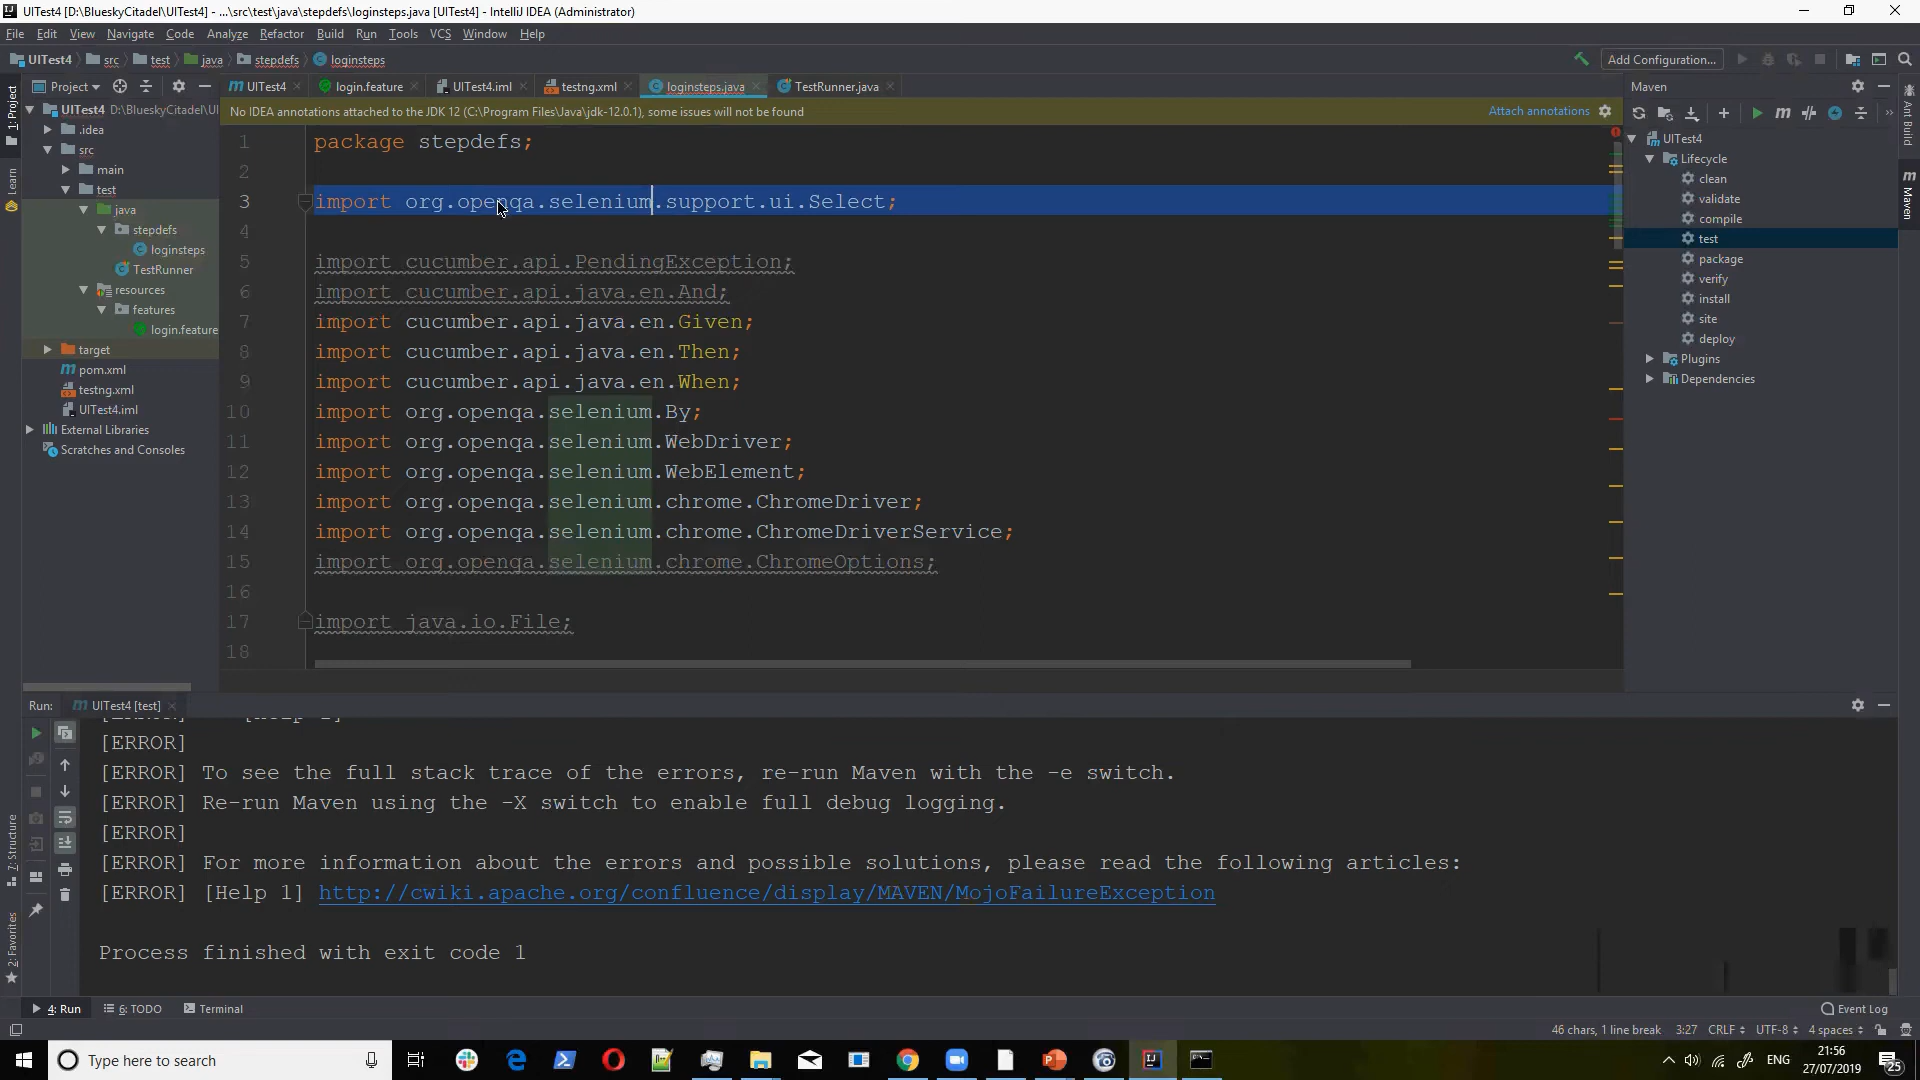 UITest4 [D:\BlueskyCitadel\UITest4] - ...\src\test\java\stepdefs\loginsteps.java [UITest4] - IntelliJ IDEA (Administrator)
File Edit View Navigate Code Analyze Refactor Build Run Tools VCS Window Help
UITest4 src test java stepdefs loginsteps Add Configuration...
Project UITest4 login.feature UITest4.iml testng.xml loginsteps.java TestRunner.java Maven
No IDEA annotations attached to the JDK 12 (C:\Program Files\Java\jdk-12.0.1), some issues will not be found Attach annotations
1: Project
Learn
7: Structure
2: Favorites
UITest4 D:\BlueskyCitadel\UI
.idea
src
main
test
java
stepdefs
loginsteps
TestRunner
resources
features
login.feature
target
pom.xml
testng.xml
UITest4.iml
External Libraries
Scratches and Consoles
1 package stepdefs;
2
3 import org.openqa.selenium.support.ui.Select;
4
5 import cucumber.api.PendingException;
6 import cucumber.api.java.en.And;
7 import cucumber.api.java.en.Given;
8 import cucumber.api.java.en.Then;
9 import cucumber.api.java.en.When;
10 import org.openqa.selenium.By;
11 import org.openqa.selenium.WebDriver;
12 import org.openqa.selenium.WebElement;
13 import org.openqa.selenium.chrome.ChromeDriver;
14 import org.openqa.selenium.chrome.ChromeDriverService;
15 import org.openqa.selenium.chrome.ChromeOptions;
16
17 import java.io.File;
18
UITest4
Lifecycle
clean
validate
compile
test
package
verify
install
site
deploy
Plugins
Dependencies
Ant Build
Maven
Run: UITest4 [test]
[ERROR] [Help 1]
[ERROR]
[ERROR] To see the full stack trace of the errors, re-run Maven with the -e switch.
[ERROR] Re-run Maven using the -X switch to enable full debug logging.
[ERROR]
[ERROR] For more information about the errors and possible solutions, please read the following articles:
[ERROR] [Help 1] http://cwiki.apache.org/confluence/display/MAVEN/MojoFailureException
Process finished with exit code 1
4: Run 6: TODO Terminal Event Log
46 chars, 1 line break 3:27 CRLF UTF-8 4 spaces
Type here to search
ENG
21:56
27/07/2019
25